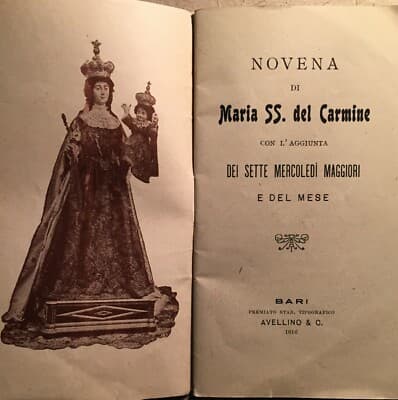 NOVENA
DI
Maria SS. del Carmine
CON L'AGGIUNTA
DEI SETTE MERCOLEDÌ MAGGIORI
E DEL MESE
BARI
PREMIATO STAB. TIPOGRAFICO
AVELLINO & C.